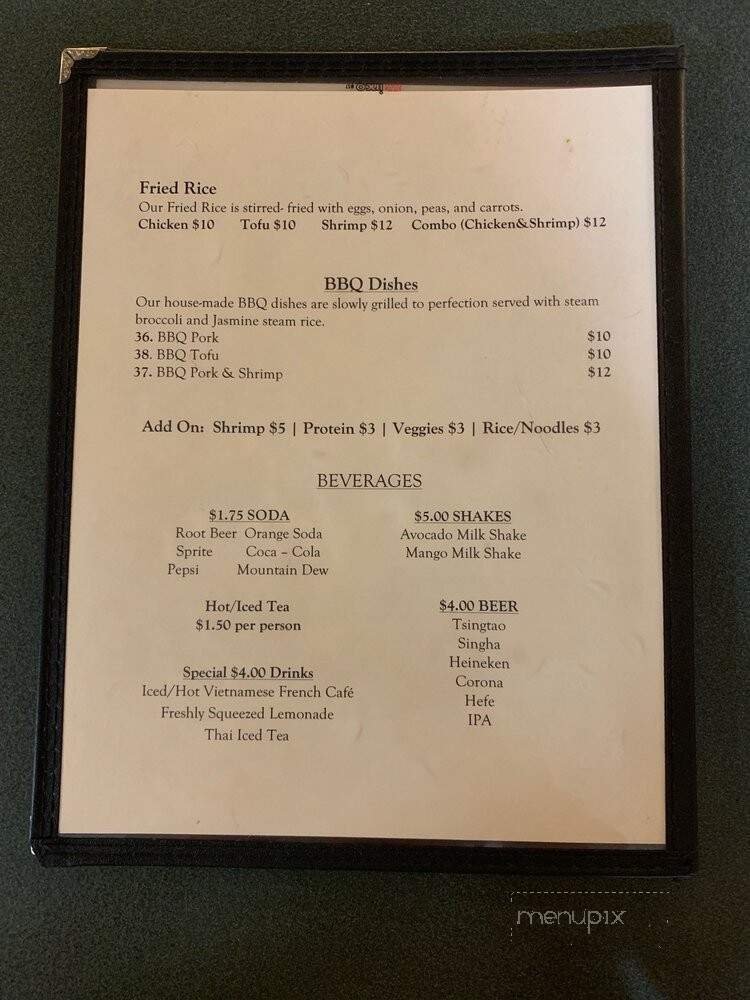 Fried Rice
Our Fried Rice is stirred- fried with eggs, onion, peas, and carrots.
Chicken $10 Tofu $10 Shrimp $12 Combo (Chicken&Shrimp) $12
BBQ Dishes
Our house-made BBQ dishes are slowly grilled to perfection served with steam
broccoli and Jasmine steam rice.
36. BBQ Pork $10
38. BBQ Tofu $10
37. BBQ Pork & Shrimp $12
Add On: Shrimp $5 | Protein $3 | Veggies $3 | Rice/Noodles $3
BEVERAGES
$1.75 SODA
Root Beer Orange Soda
Sprite Coca – Cola
Pepsi Mountain Dew
Hot/Iced Tea
$1.50 per person
Special $4.00 Drinks
Iced/Hot Vietnamese French Café
Freshly Squeezed Lemonade
Thai Iced Tea
$5.00 SHAKES
Avocado Milk Shake
Mango Milk Shake
$4.00 BEER
Tsingtao
Singha
Heineken
Corona
Hefe
IPA
menupix